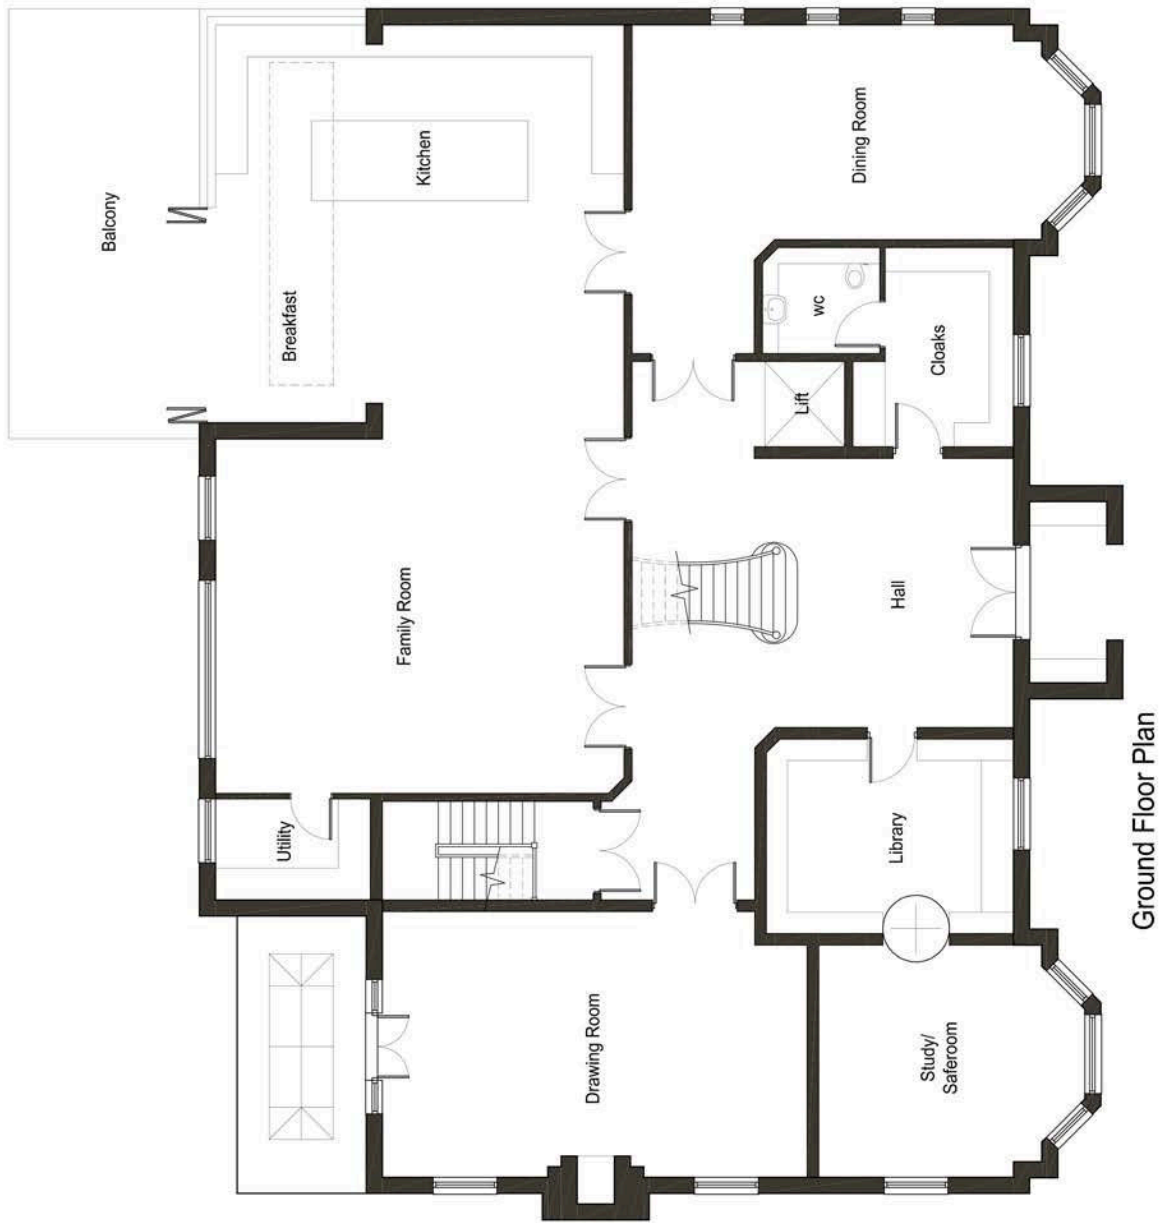 Balcony
Breakfast
Kitchen
Dining Room
wc
Cloaks
Lift
Family Room
Hall
Utility
Library
Drawing Room
Study/
Saferoom
Ground Floor Plan